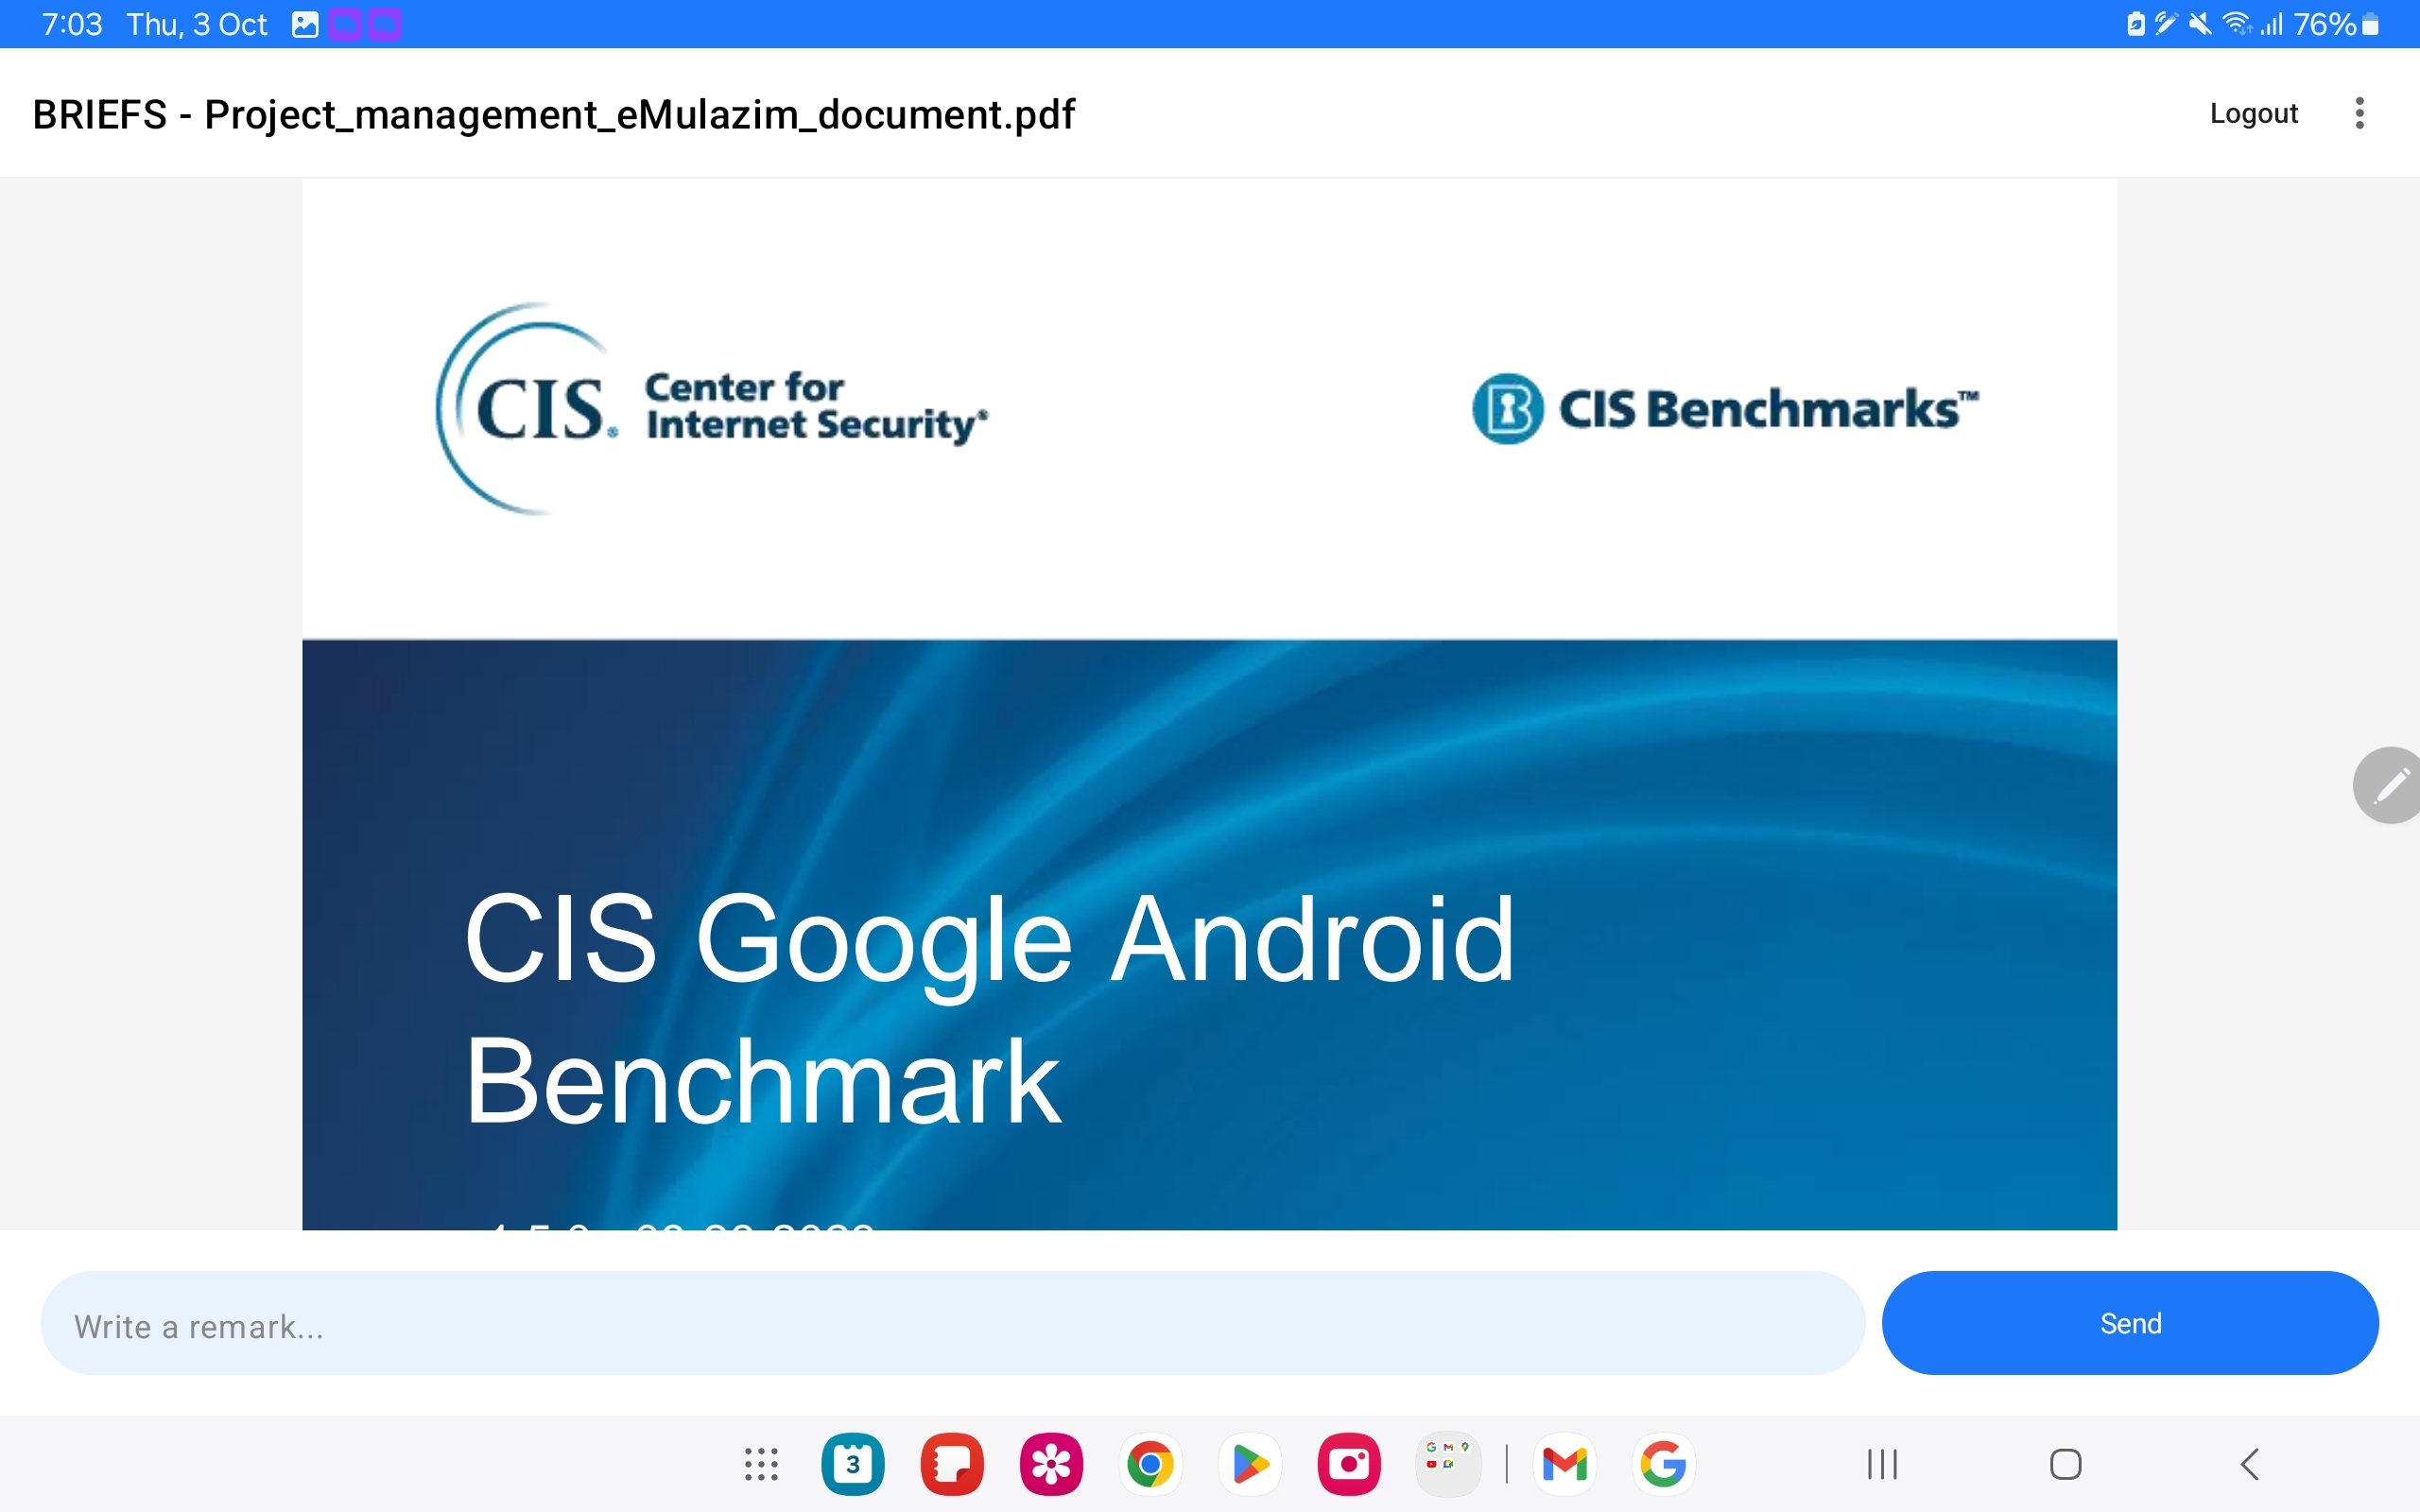 7:03 Thu, 3 Oct
76%
BRIEFS - Project_management_eMulazim_document.pdf
Logout
CIS. Center for
Internet Security®
CIS Benchmarks™
CIS Google Android
Benchmark
Write a remark...
Send
3